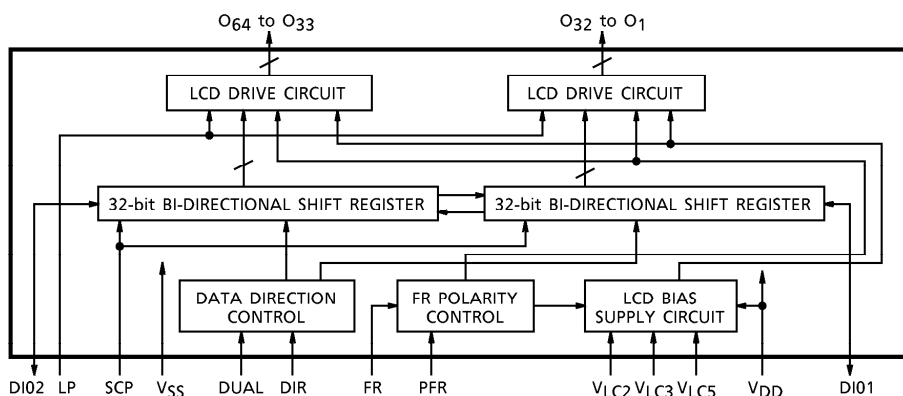 O64 to O33 O32 to O1
LCD DRIVE CIRCUIT LCD DRIVE CIRCUIT
32-bit BI-DIRECTIONAL SHIFT REGISTER 32-bit BI-DIRECTIONAL SHIFT REGISTER
DATA DIRECTION
CONTROL
FR POLARITY
CONTROL
LCD BIAS
SUPPLY CIRCUIT
DI02 LP SCP VSS DUAL DIR FR PFR VLC2 VLC3 VLC5 VDD DI01